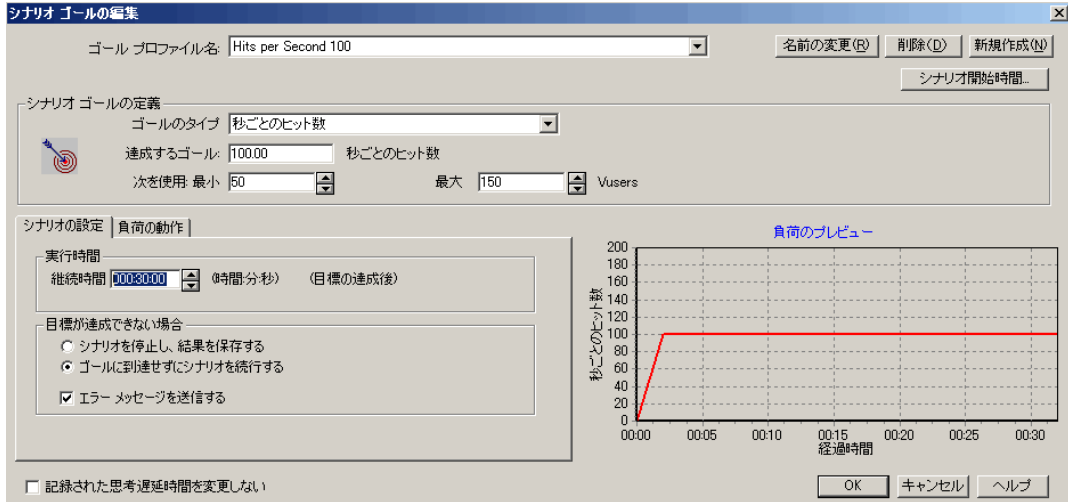 シナリオ ゴールの編集
ゴール プロファイル名: Hits per Second 100 名前の変更(R) 削除(D) 新規作成(N)
シナリオ開始時間...
シナリオ ゴールの定義
ゴールのタイプ 秒ごとのヒット数
達成するゴール: 100.00 秒ごとのヒット数
次を使用: 最小 50 最大 150 Vusers
シナリオの設定 負荷の動作
実行時間
継続時間 000:30:00 (時間:分:秒) (目標の達成後)
目標が達成できない場合
シナリオを停止し、結果を保存する
ゴールに到達せずにシナリオを続行する
エラー メッセージを送信する
負荷のプレビュー
秒ごとのヒット数
200
180
160
140
120
100
80
60
40
20
0
00:00 00:05 00:10 00:15 00:20 00:25 00:30
経過時間
記録された思考遅延時間を変更しない
OK キャンセル ヘルプ